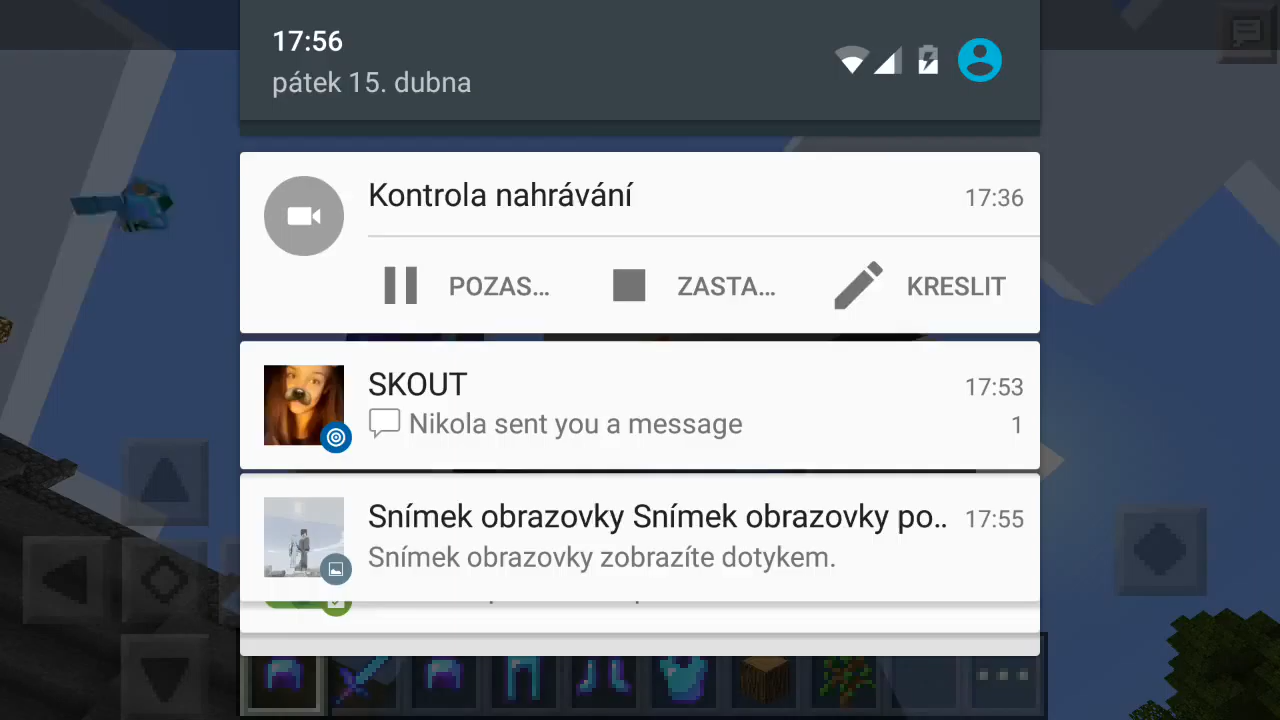 17:56
pátek 15. dubna
Kontrola nahrávání 17:36
POZAS... ZASTA... KRESLIT
SKOUT 17:53
Nikola sent you a message 1
Snímek obrazovky Snímek obrazovky po.. 17:55
Snímek obrazovky zobrazíte dotykem.